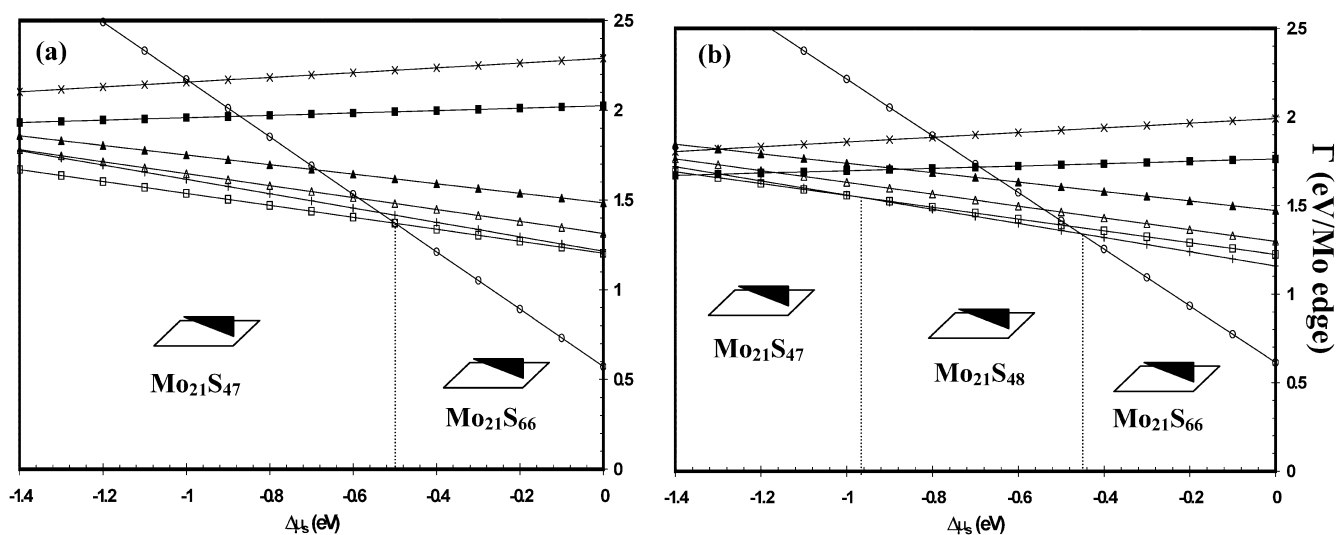 (a)
2.5
2
1.5
1
0.5
0
Mo21S47
Mo21S66
-1.4 -1.2 -1 -0.8 -0.6 -0.4 -0.2 0
Δμs (eV)
(b)
25
2
1.5
1
0.5
0
Γ (eV/Mo edge)
Mo21S47
Mo21S48
Mo21S66
-1.4 -1.2 -1 -0.8 -0.6 -0.4 -0.2 0
Δμs (eV)